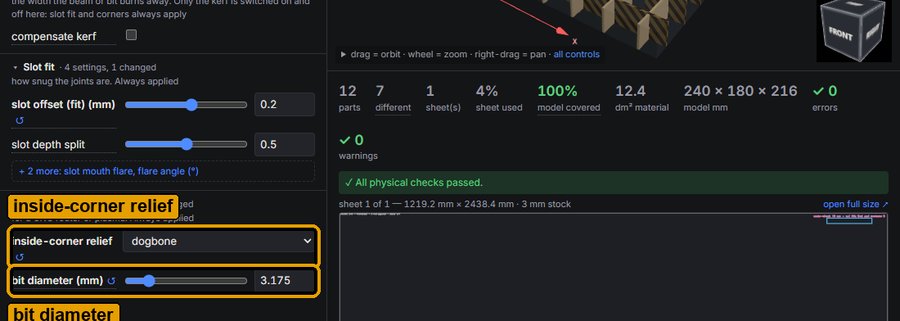 the width the beam or bit burns away. Only the kerf is switched on and
off here: slot fit and corners always apply
compensate kerf
▾ Slot fit · 4 settings, 1 changed
how snug the joints are. Always applied
slot offset (fit) (mm) 0.2
slot depth split 0.5
+ 2 more: slot mouth flare, flare angle (°)
inside-corner relief
inside-corner relief dogbone
bit diameter (mm) 3.175
bit diameter
X
FRONT
▶ drag = orbit · wheel = zoom · right-drag = pan · all controls
12 7 1 4% 100% 12.4 240 × 180 × 216 ✓ 0
parts different sheet(s) sheet used model covered dm² material model mm errors
✓ 0
warnings
✓ All physical checks passed.
sheet 1 of 1 — 1219.2 mm × 2438.4 mm · 3 mm stock open full size ↗